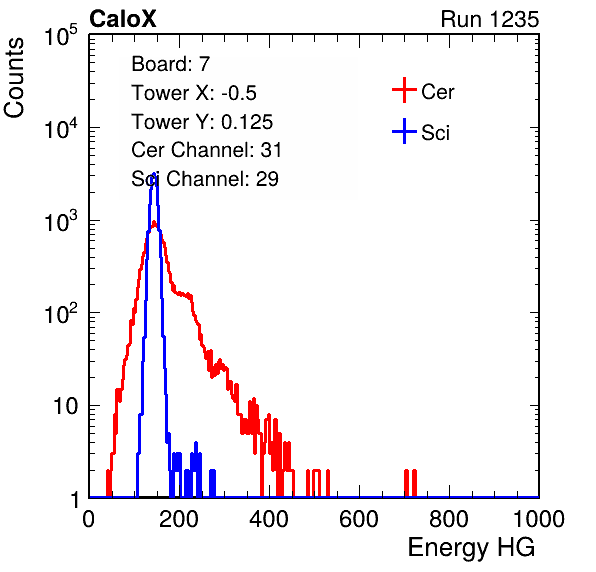 CaloX Run 1235
Counts
10^5
10^4
10^3
10^2
10
1
Board: 7
Tower X: -0.5
Tower Y: 0.125
Cer Channel: 31
Sci Channel: 29
Cer
Sci
0 200 400 600 800 1000
Energy HG